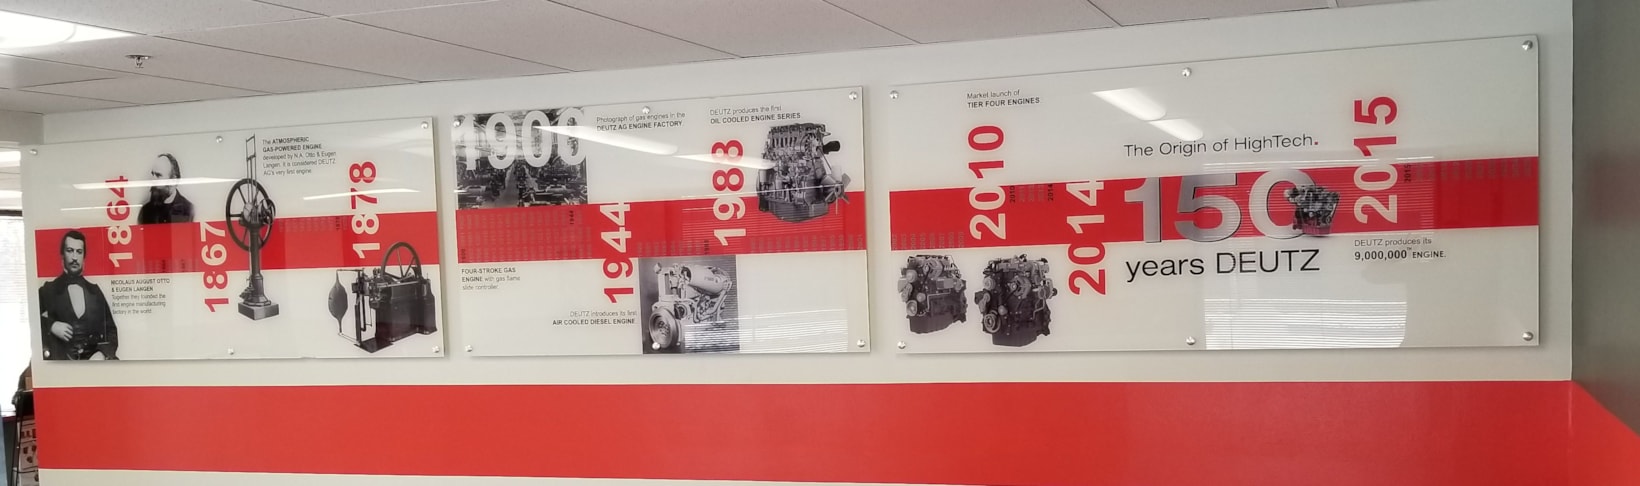 1864
NICOLAUS AUGUST OTTO
& EUGEN LANGEN
Together they founded the
first engine manufacturing
factory in the world
1867
The ATMOSPHERIC
GAS-POWERED ENGINE
developed by N.A. Otto & Eugen
Langen. It is considered DEUTZ
AG's very first engine.
1878
1900
Photograph of gas engines in the
DEUTZ AG ENGINE FACTORY.
FOUR-STROKE GAS
ENGINE with gas flame
slide controller.
1944
DEUTZ introduces its first
AIR COOLED DIESEL ENGINE
1988
DEUTZ produces the first
OIL COOLED ENGINE SERIES
Market launch of
TIER FOUR ENGINES
2010
2014
The Origin of HighTech.
150
years DEUTZ
2015
DEUTZ produces its
9,000,000™ ENGINE.